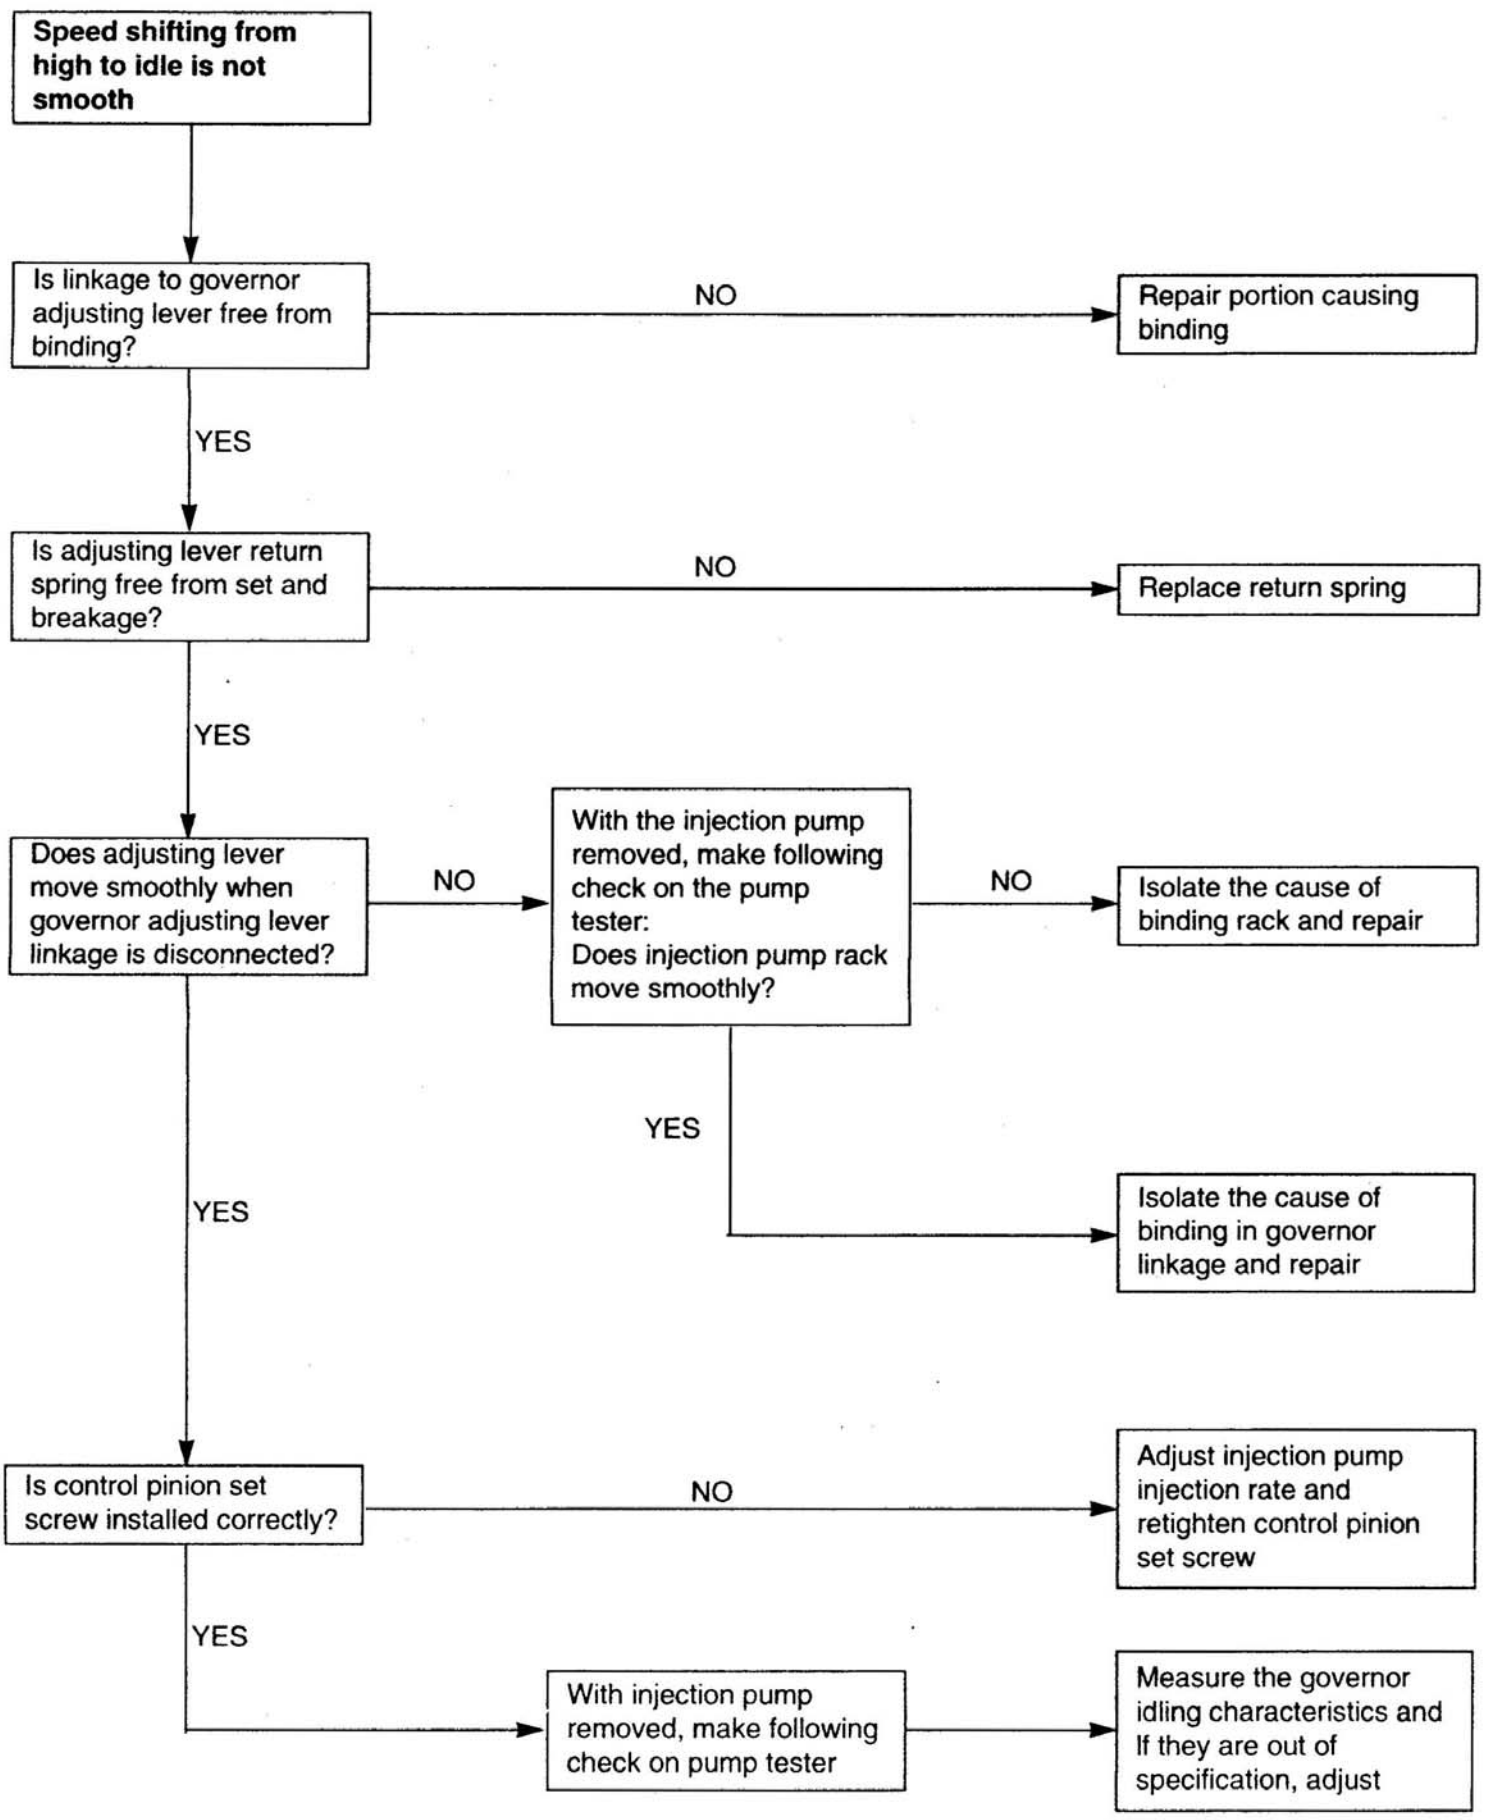 Speed shifting from
high to idle is not
smooth
Is linkage to governor
adjusting lever free from
binding?
NO
Repair portion causing
binding
YES
Is adjusting lever return
spring free from set and
breakage?
NO
Replace return spring
YES
Does adjusting lever
move smoothly when
governor adjusting lever
linkage is disconnected?
NO
With the injection pump
removed, make following
check on the pump
tester:
Does injection pump rack
move smoothly?
NO
Isolate the cause of
binding rack and repair
YES
Isolate the cause of
binding in governor
linkage and repair
YES
Is control pinion set
screw installed correctly?
NO
Adjust injection pump
injection rate and
retighten control pinion
set screw
YES
With injection pump
removed, make following
check on pump tester
Measure the governor
idling characteristics and
If they are out of
specification, adjust